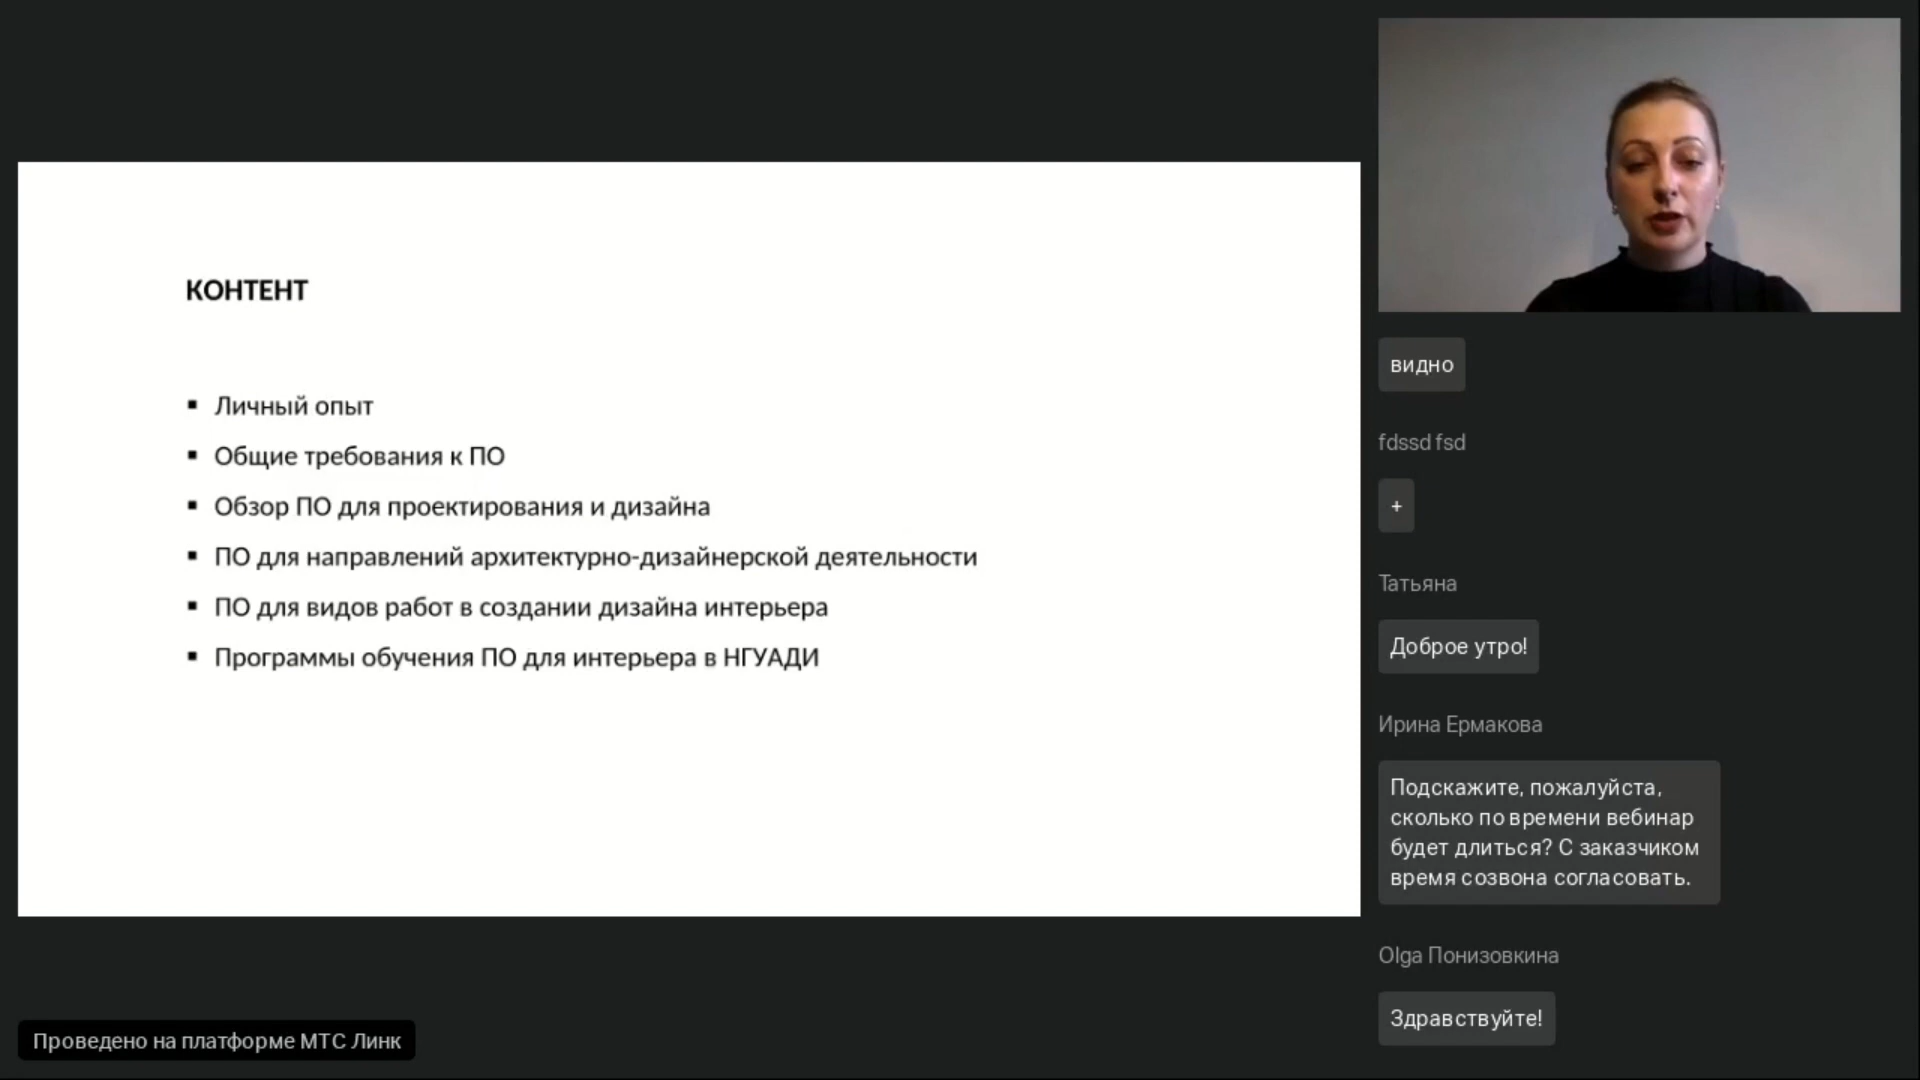 КОНТЕНТ
▪ Личный опыт
▪ Общие требования к ПО
▪ Обзор ПО для проектирования и дизайна
▪ ПО для направлений архитектурно-дизайнерской деятельности
▪ ПО для видов работ в создании дизайна интерьера
▪ Программы обучения ПО для интерьера в НГУАДИ
Проведено на платформе МТС Линк
видно
fdssd fsd
+
Татьяна
Доброе утро!
Ирина Ермакова
Подскажите, пожалуйста,
сколько по времени вебинар
будет длиться? С заказчиком
время созвона согласовать.
Olga Понизовкина
Здравствуйте!